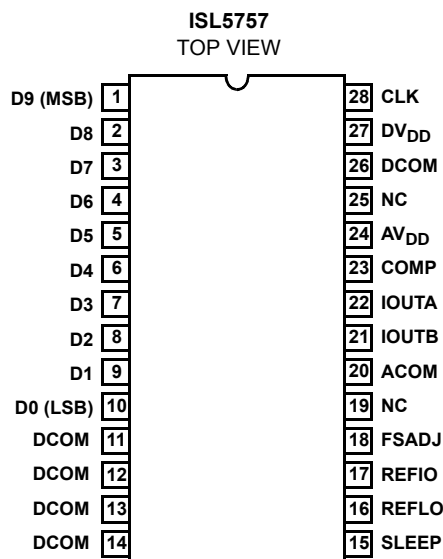 ISL5757
TOP VIEW
D9 (MSB) 1 28 CLK
D8 2 27 DVDD
D7 3 26 DCOM
D6 4 25 NC
D5 5 24 AVDD
D4 6 23 COMP
D3 7 22 IOUTA
D2 8 21 IOUTB
D1 9 20 ACOM
D0 (LSB) 10 19 NC
DCOM 11 18 FSADJ
DCOM 12 17 REFIO
DCOM 13 16 REFLO
DCOM 14 15 SLEEP